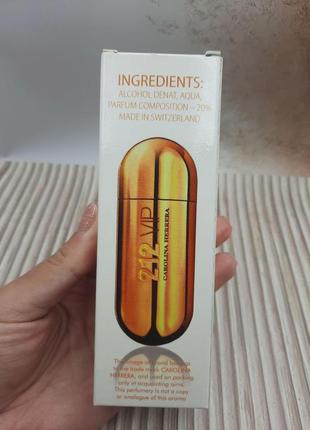 INGREDIENTS:
ALCOHOL DENAT, AQUA,
PARFUM COMPOSITION – 20%
MADE IN SWITZERLAND
212 VIP
CAROLINA HERRERA
The image of brand belongs
to the trade mark CAROLINA
HERRERA, and used on packing
only in acquainting aims.
This perfumery is not a copy
or analogue of this aroma